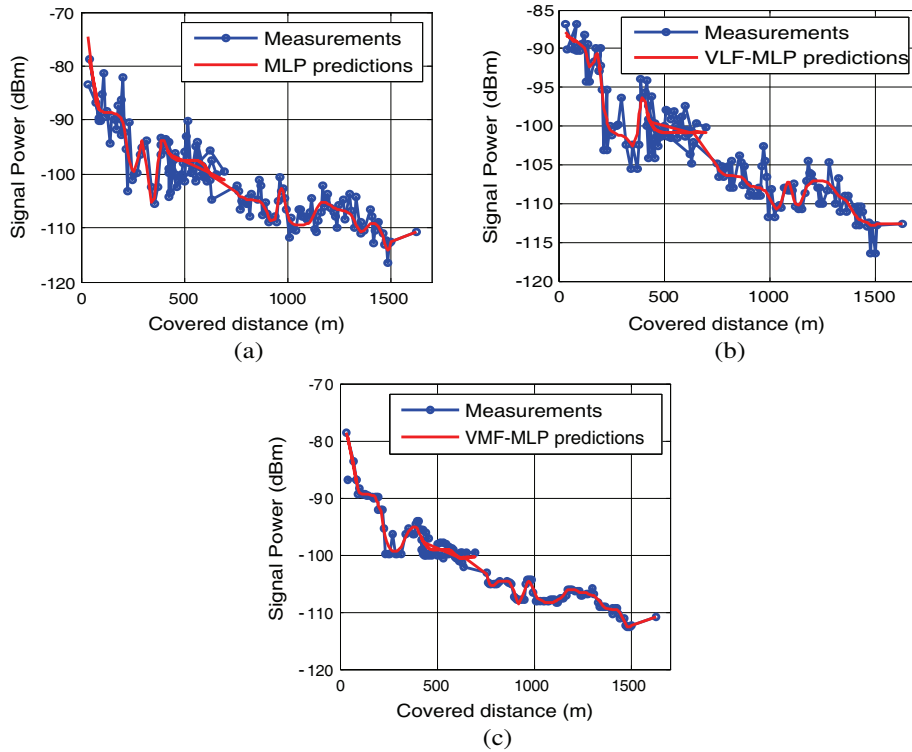 -70
-80
-90
-100
-110
-120
Signal Power (dBm)
Measurements
MLP predictions
0 500 1000 1500
Covered distance (m)
(a)
-85
-90
-95
-100
-105
-110
-115
-120
Signal Power (dBm)
Measurements
VLF-MLP predictions
0 500 1000 1500
Covered distance (m)
(b)
-70
-80
-90
-100
-110
-120
Signal Power (dBm)
Measurements
VMF-MLP predictions
0 500 1000 1500
Covered distance (m)
(c)